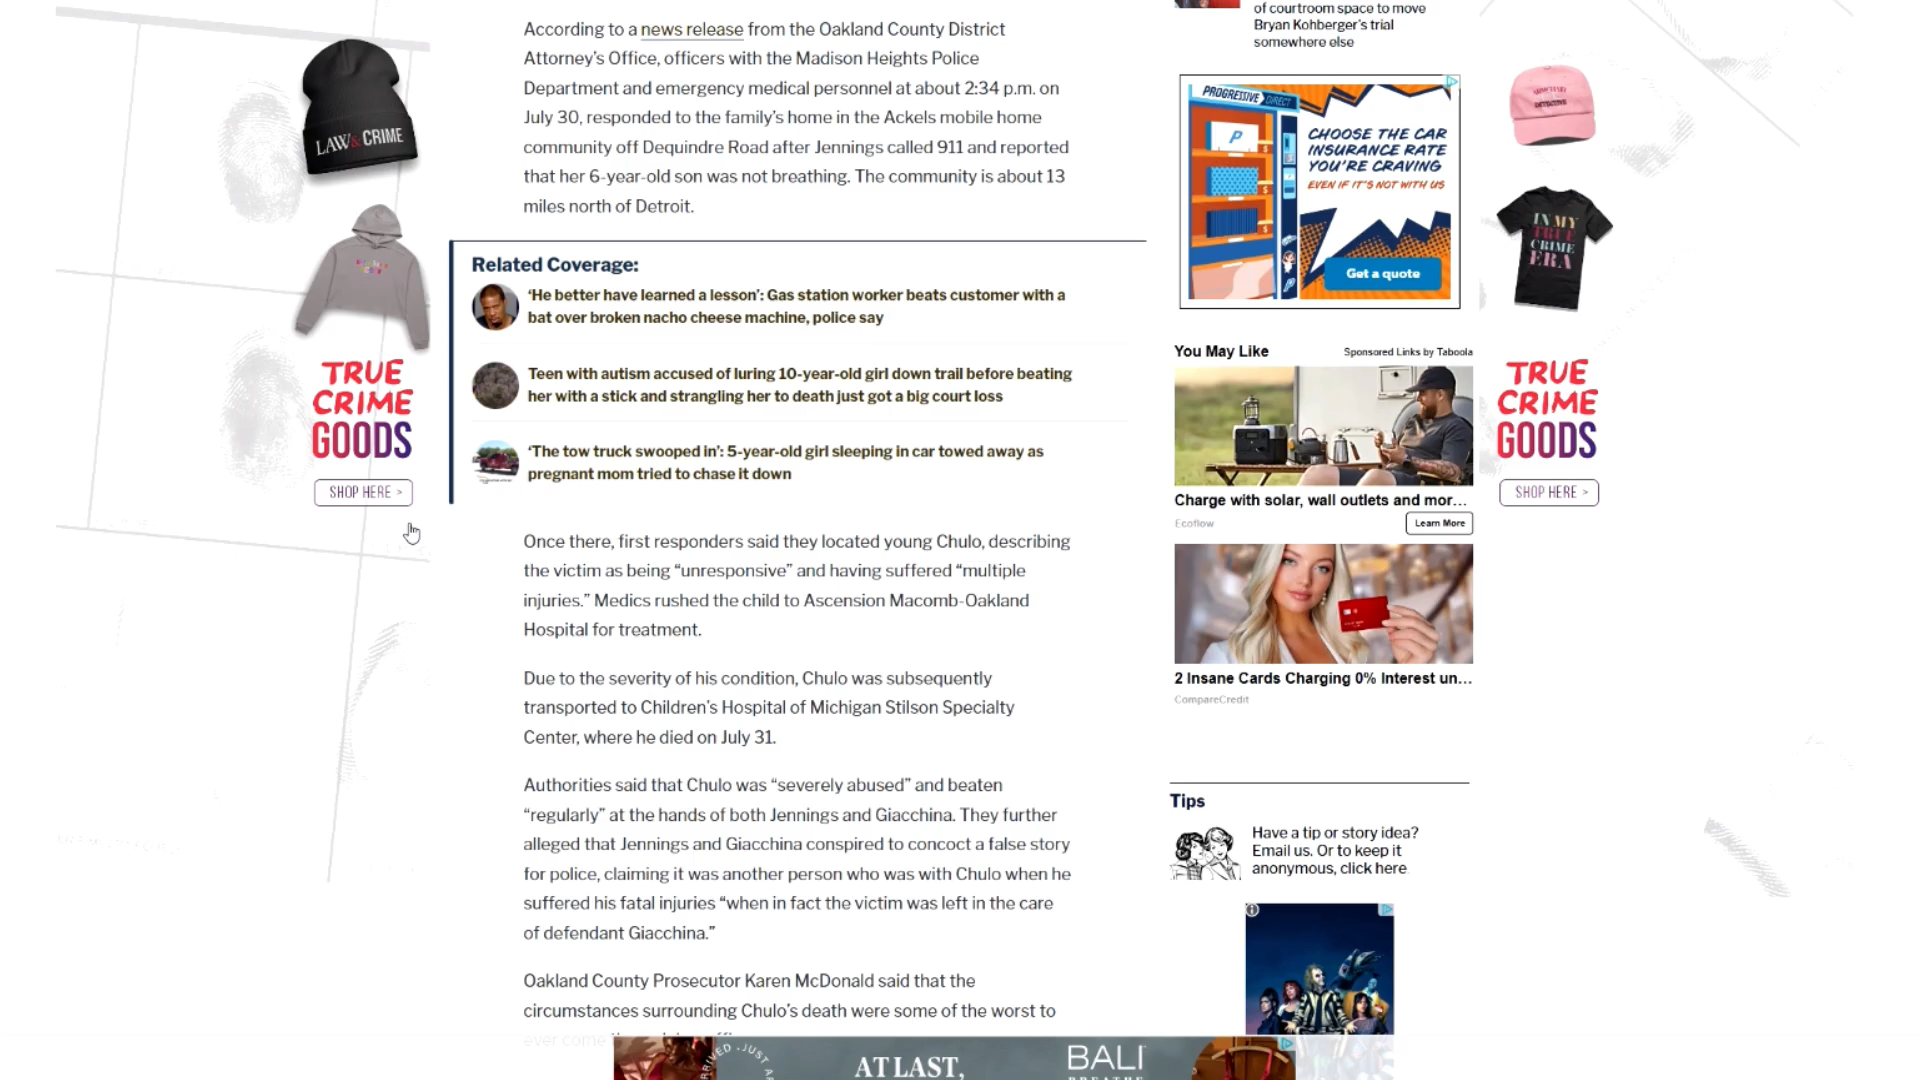 of courtroom space to move
Bryan Kohberger's trial
somewhere else
According to a news release from the Oakland County District
Attorney's Office, officers with the Madison Heights Police
Department and emergency medical personnel at about 2:34 p.m. on
July 30, responded to the family's home in the Ackels mobile home
community off Dequindre Road after Jennings called 911 and reported
that her 6-year-old son was not breathing. The community is about 13
miles north of Detroit.
LAW & CRIME
TRUE
CRIME
GOODS
SHOP HERE >
Related Coverage:
‘He better have learned a lesson’: Gas station worker beats customer with a
bat over broken nacho cheese machine, police say
Teen with autism accused of luring 10-year-old girl down trail before beating
her with a stick and strangling her to death just got a big court loss
‘The tow truck swooped in’: 5-year-old girl sleeping in car towed away as
pregnant mom tried to chase it down
Once there, first responders said they located young Chulo, describing
the victim as being “unresponsive” and having suffered “multiple
injuries.” Medics rushed the child to Ascension Macomb-Oakland
Hospital for treatment.
Due to the severity of his condition, Chulo was subsequently
transported to Children's Hospital of Michigan Stilson Specialty
Center, where he died on July 31.
Authorities said that Chulo was “severely abused” and beaten
“regularly” at the hands of both Jennings and Giacchina. They further
alleged that Jennings and Giacchina conspired to concoct a false story
for police, claiming it was another person who was with Chulo when he
suffered his fatal injuries “when in fact the victim was left in the care
of defendant Giacchina.”
Oakland County Prosecutor Karen McDonald said that the
circumstances surrounding Chulo's death were some of the worst to
ever come
PROGRESSIVE DIRECT
P
CHOOSE THE CAR
INSURANCE RATE
YOU'RE CRAVING
EVEN IF IT'S NOT WITH US
Get a quote
You May Like
Sponsored Links by Taboola
Charge with solar, wall outlets and mor...
Ecoflow
Learn More
2 Insane Cards Charging 0% Interest un...
CompareCredit
Tips
Have a tip or story idea?
Email us. Or to keep it
anonymous, click here
DETECTIVE
IN MY
TRUE
CRIME
ERA
TRUE
CRIME
GOODS
SHOP HERE >
AT LAST,
BALI
BREATHE